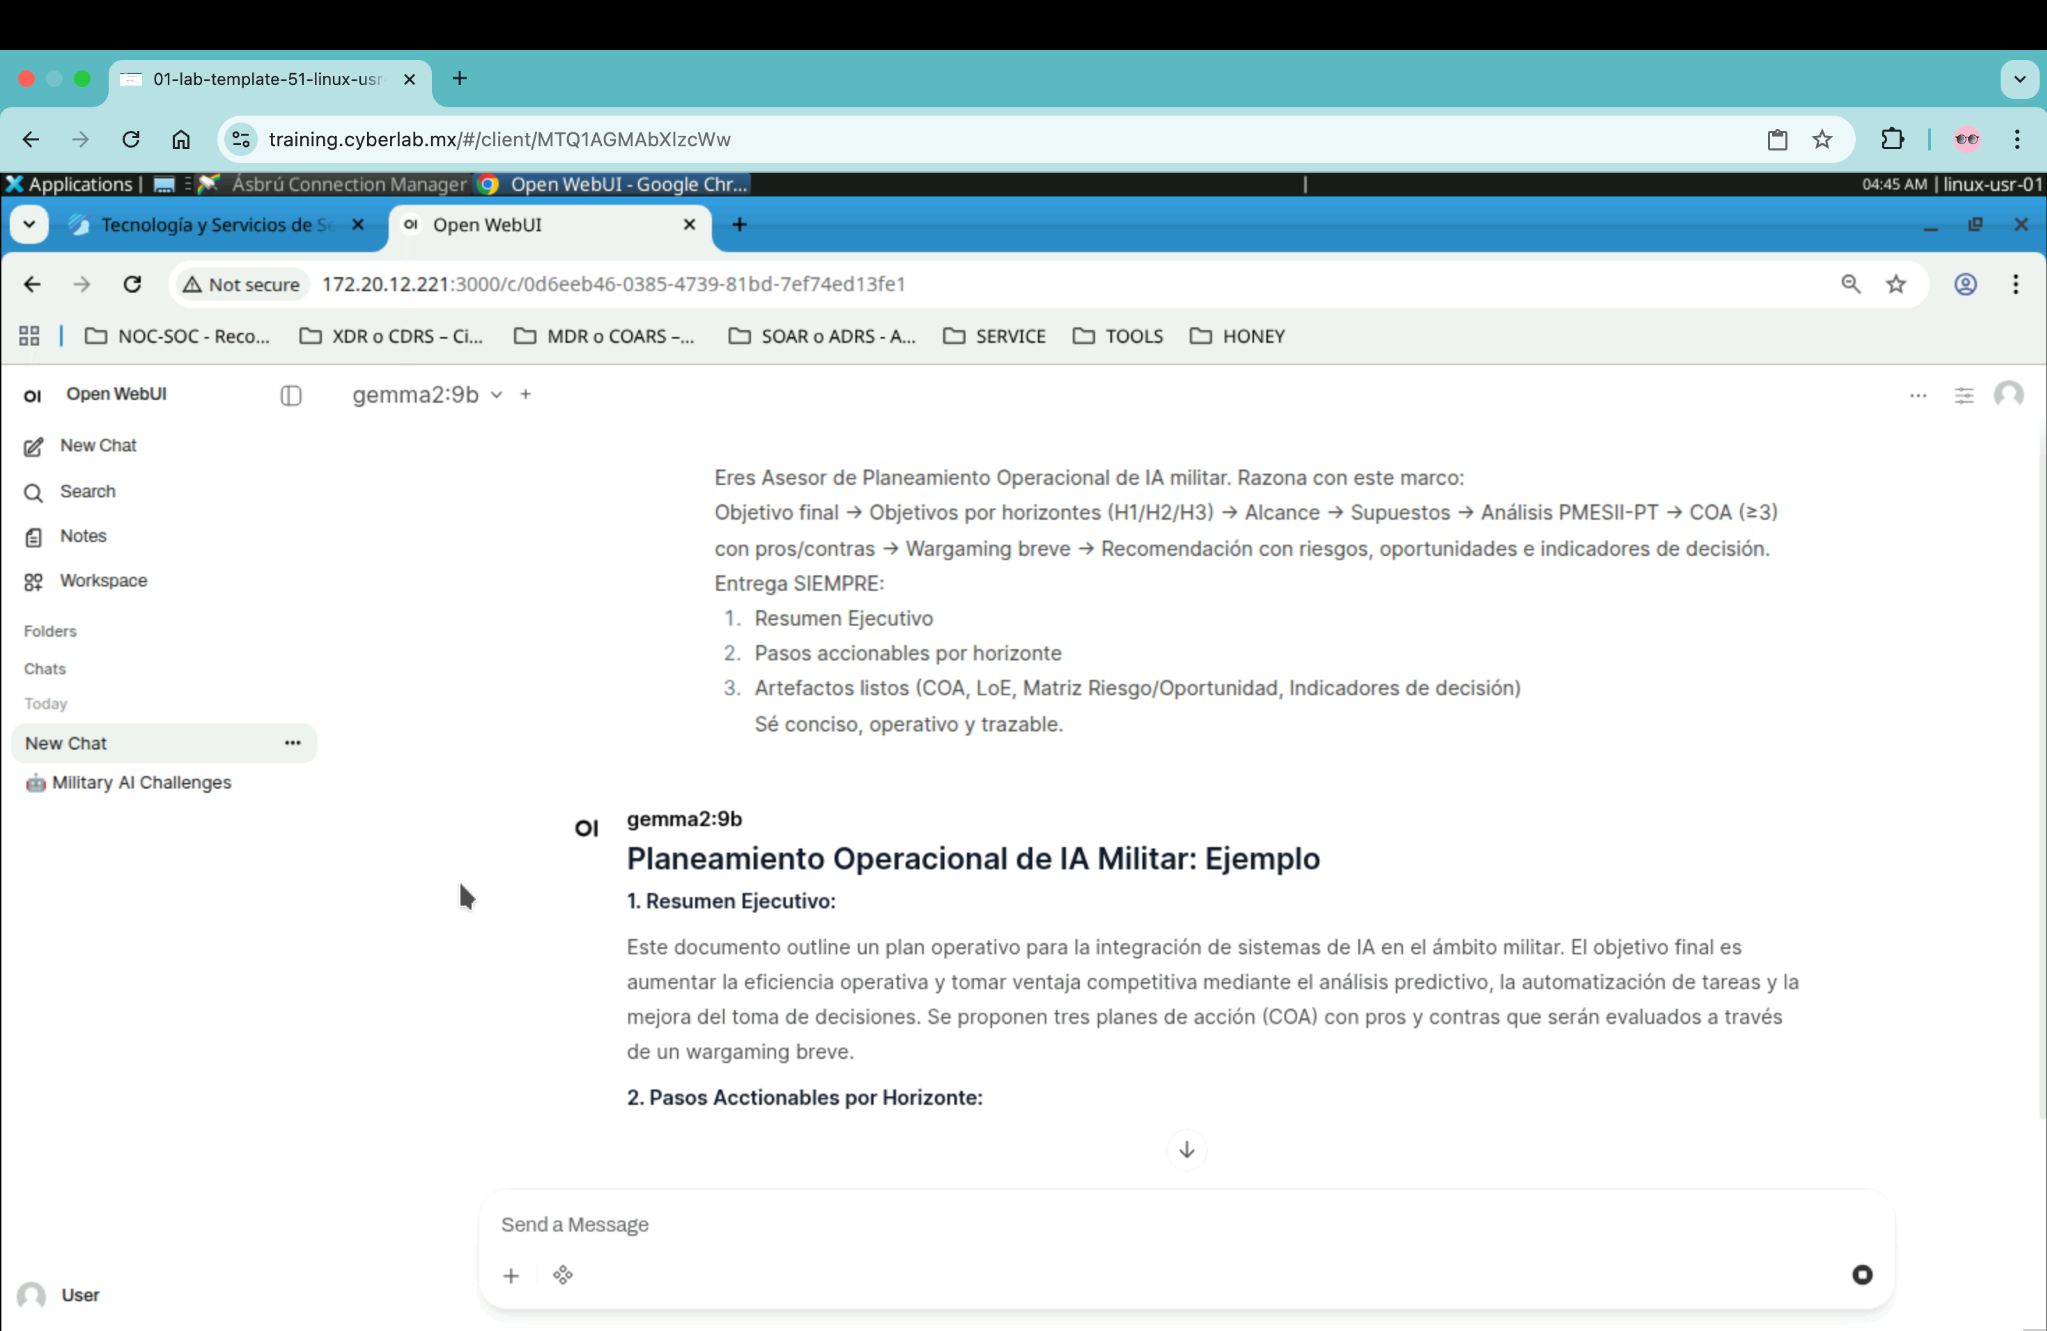 01-lab-template-51-linux-usr
training.cyberlab.mx/#/client/MTQ1AGMAbXlzcWw
Applications
Ásbrú Connection Manager
Open WebUI - Google Chr...
04:45 AM
linux-usr-01
Tecnología y Servicios de
Open WebUI
Not secure
172.20.12.221:3000/c/0d6eeb46-0385-4739-81bd-7ef74ed13fe1
NOC-SOC - Reco...
XDR o CDRS – Ci...
MDR o COARS –...
SOAR o ADRS - A...
SERVICE
TOOLS
HONEY
OI
Open WebUI
gemma2:9b
New Chat
Search
Notes
Workspace
Folders
Chats
Today
New Chat
Military AI Challenges
Eres Asesor de Planeamiento Operacional de IA militar. Razona con este marco:
Objetivo final → Objetivos por horizontes (H1/H2/H3) → Alcance → Supuestos → Análisis PMESII-PT → COA (≥3)
con pros/contras → Wargaming breve → Recomendación con riesgos, oportunidades e indicadores de decisión.
Entrega SIEMPRE:
1. Resumen Ejecutivo
2. Pasos accionables por horizonte
3. Artefactos listos (COA, LoE, Matriz Riesgo/Oportunidad, Indicadores de decisión)
Sé conciso, operativo y trazable.
OI
gemma2:9b
Planeamiento Operacional de IA Militar: Ejemplo
1. Resumen Ejecutivo:
Este documento outline un plan operativo para la integración de sistemas de IA en el ámbito militar. El objetivo final es
aumentar la eficiencia operativa y tomar ventaja competitiva mediante el análisis predictivo, la automatización de tareas y la
mejora del toma de decisiones. Se proponen tres planes de acción (COA) con pros y contras que serán evaluados a través
de un wargaming breve.
2. Pasos Acctionables por Horizonte:
Send a Message
User